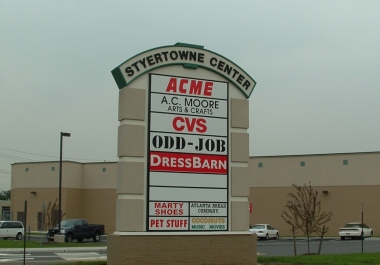 STYERTOWNE CENTER
ACME
A.C. MOORE
ARTS & CRAFTS
CVS
ODD-JOB
DRESSBARN
MARTY
SHOES
ATLANTA BREAD
COMPANY
PET STUFF
COCONUTS
MUSIC MOVIES